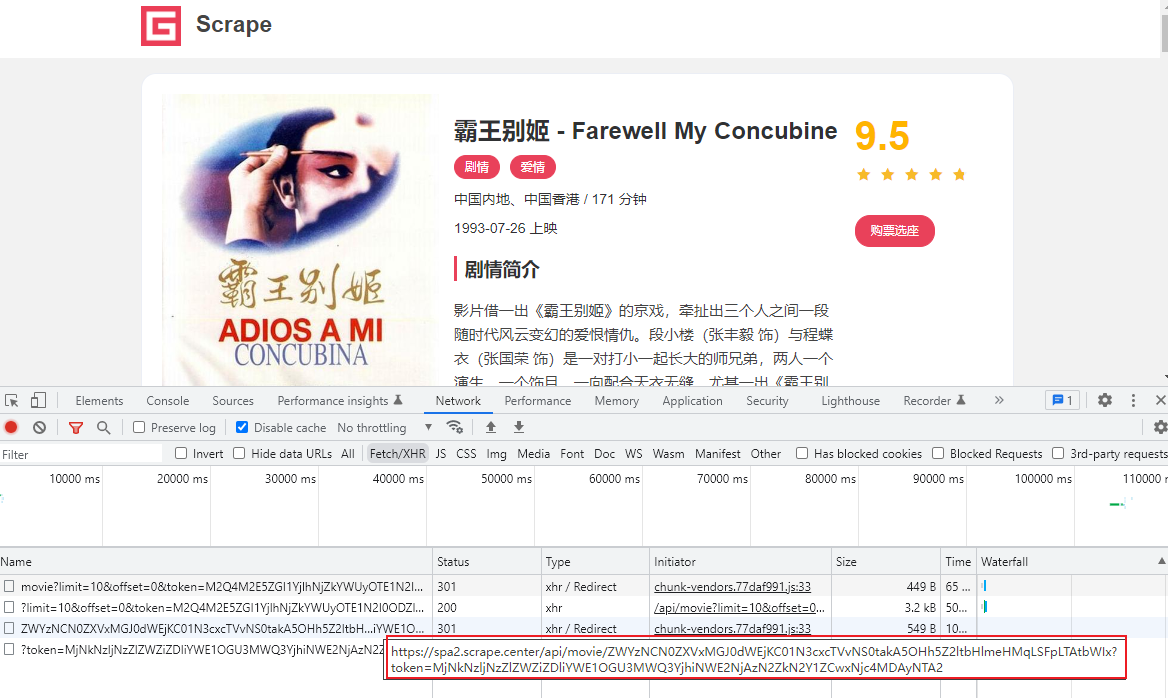 Scrape
霸王别姬 - Farewell My Concubine
9.5
剧情 爱情
中国内地、中国香港 / 171 分钟
1993-07-26 上映
购票选座
剧情简介
影片借一出《霸王别姬》的京戏，牵扯出三个人之间一段
随时代风云变幻的爱恨情仇。段小楼（张丰毅 饰）与程蝶
衣（张国荣 饰）是一对打小一起长大的师兄弟，两人一个
演生，一个饰旦，一向配合天衣无缝，尤其一出《霸王别
霸王别姬
ADIOS A MI
CONCUBINA
Elements Console Sources Performance insights Network Performance Memory Application Security Lighthouse Recorder » 1
Preserve log Disable cache No throttling
Filter Invert Hide data URLs All Fetch/XHR JS CSS Img Media Font Doc WS Wasm Manifest Other Has blocked cookies Blocked Requests 3rd-party requests
10000 ms 20000 ms 30000 ms 40000 ms 50000 ms 60000 ms 70000 ms 80000 ms 90000 ms 100000 ms 110000 m
Name Status Type Initiator Size Time Waterfall
movie?limit=10&offset=0&token=M2Q4M2E5ZGI1YjlhNjZkYWUyOTE1N2I... 301 xhr / Redirect chunk-vendors.77daf991.js:33 449 B 65 ...
?limit=10&offset=0&token=M2Q4M2E5ZGI1YjlhNjZkYWUyOTE1N2I0ODZl... 200 xhr /api/movie?limit=10&offset=0... 3.2 kB 50...
ZWYzNCN0ZXVxMGJ0dWEjKC01N3cxcTVvNS0takA5OHh5Z2ltbH...iYWE1O... 301 xhr / Redirect chunk-vendors.77daf991.js:33 549 B 10...
?token=MjNkNzljNzZlZWZiZDliYWE1OGU3MWQ3YjhiNWE2NjAzN2Z
https://spa2.scrape.center/api/movie/ZWYzNCN0ZXVxMGJ0dWEjKC01N3cxcTVvNS0takA5OHh5Z2ltbHlmeHMqLSFpLTAtbWIx?
token=MjNkNzljNzZlZWZiZDliYWE1OGU3MWQ3YjhiNWE2NjAzN2ZkN2Y1ZCwxNjc4MDAyNTA2